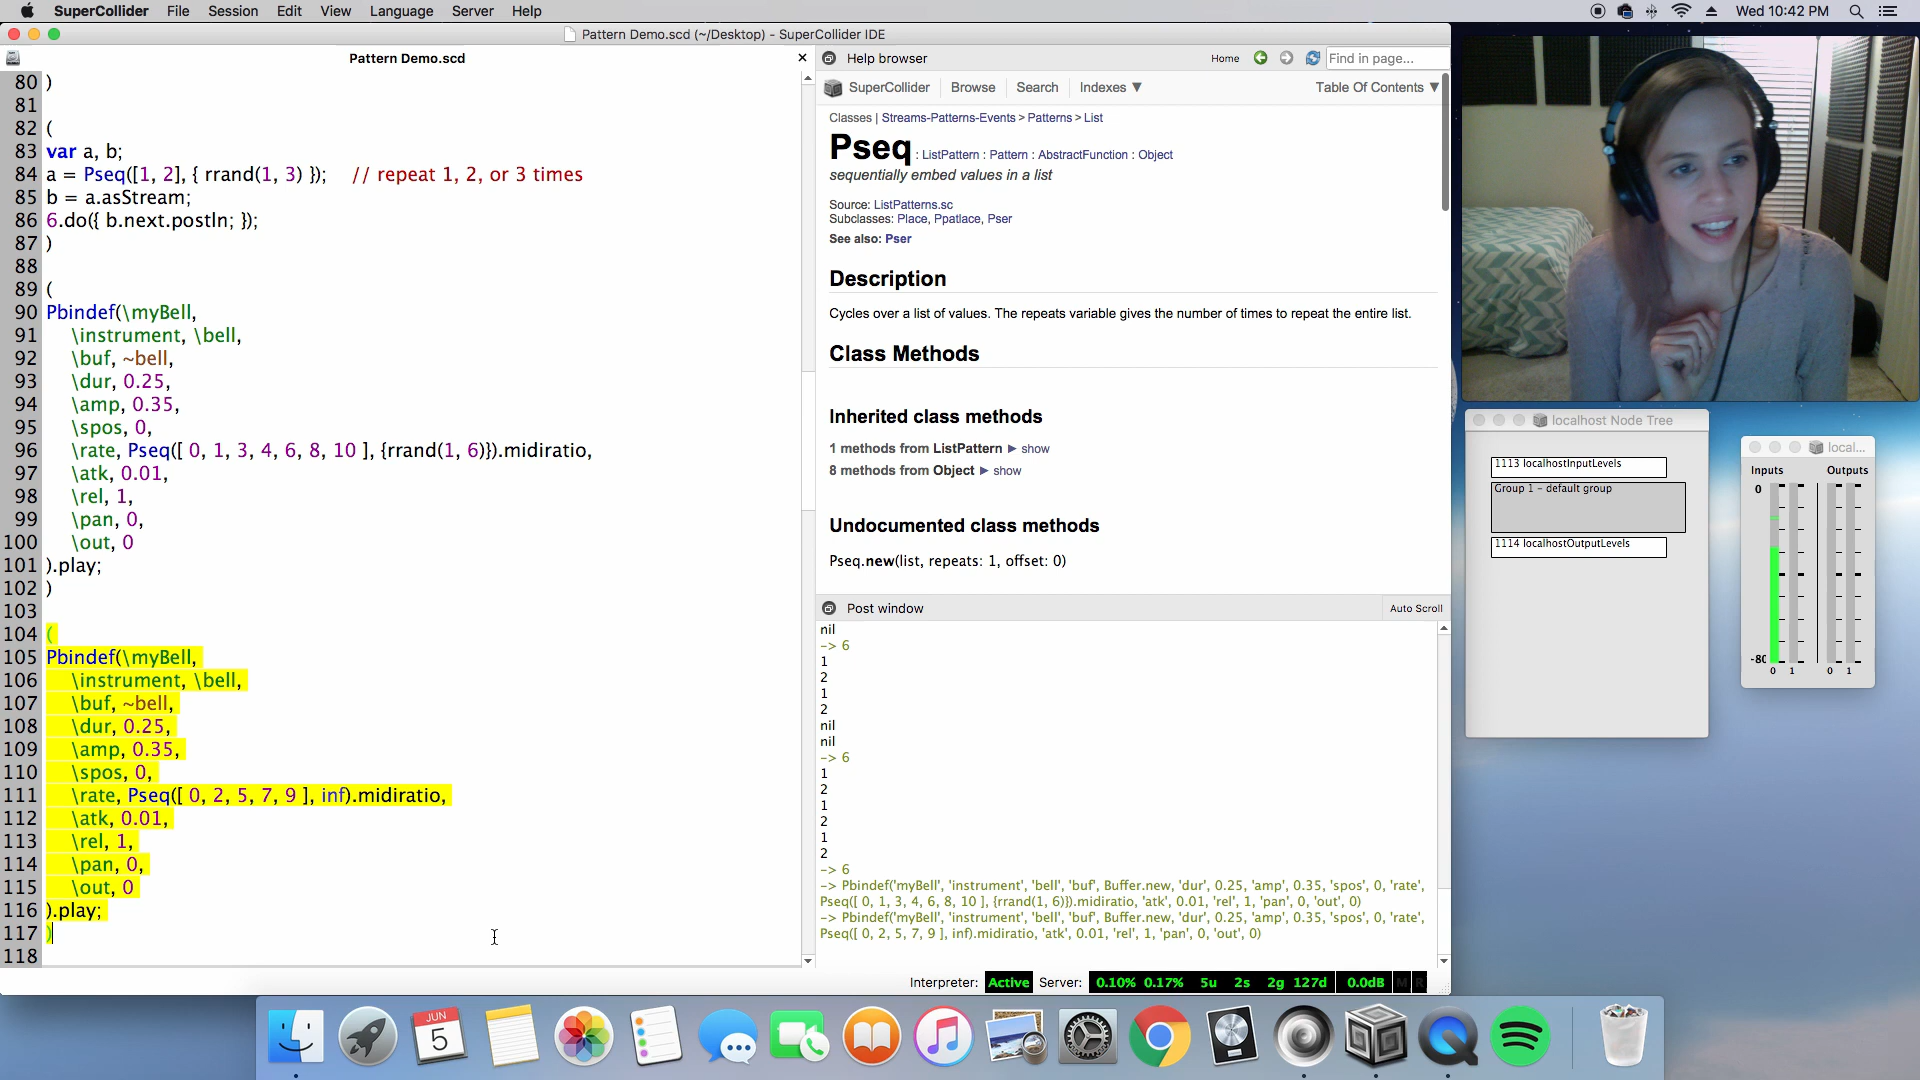 SuperCollider File Session Edit View Language Server Help
Wed 10:42 PM
Pattern Demo.scd (~/Desktop) - SuperCollider IDE
Pattern Demo.scd
80 )
81
82 (
83 var a, b;
84 a = Pseq([1, 2], { rrand(1, 3) }); // repeat 1, 2, or 3 times
85 b = a.asStream;
86 6.do({ b.next.postln; });
87 )
88
89 (
90 Pbindef(\myBell,
91 \instrument, \bell,
92 \buf, ~bell,
93 \dur, 0.25,
94 \amp, 0.35,
95 \spos, 0,
96 \rate, Pseq([ 0, 1, 3, 4, 6, 8, 10 ], {rrand(1, 6)}).midiratio,
97 \atk, 0.01,
98 \rel, 1,
99 \pan, 0,
100 \out, 0
101 ).play;
102 )
103
104 (
105 Pbindef(\myBell,
106 \instrument, \bell,
107 \buf, ~bell,
108 \dur, 0.25,
109 \amp, 0.35,
110 \spos, 0,
111 \rate, Pseq([ 0, 2, 5, 7, 9 ], inf).midiratio,
112 \atk, 0.01,
113 \rel, 1,
114 \pan, 0,
115 \out, 0
116 ).play;
117 )
118
Help browser
Home
Find in page...
SuperCollider Browse Search Indexes ▼ Table Of Contents ▼
Classes | Streams-Patterns-Events > Patterns > List
Pseq : ListPattern : Pattern : AbstractFunction : Object
sequentially embed values in a list
Source: ListPatterns.sc
Subclasses: Place, Ppatlace, Pser
See also: Pser
Description
Cycles over a list of values. The repeats variable gives the number of times to repeat the entire list.
Class Methods
Inherited class methods
1 methods from ListPattern ► show
8 methods from Object ► show
Undocumented class methods
Pseq.new(list, repeats: 1, offset: 0)
Post window
Auto Scroll
nil
-> 6
1
2
1
2
nil
nil
-> 6
1
2
1
2
1
2
-> 6
-> Pbindef('myBell', 'instrument', 'bell', 'buf', Buffer.new, 'dur', 0.25, 'amp', 0.35, 'spos', 0, 'rate',
Pseq([ 0, 1, 3, 4, 6, 8, 10 ], {rrand(1, 6)}).midiratio, 'atk', 0.01, 'rel', 1, 'pan', 0, 'out', 0)
-> Pbindef('myBell', 'instrument', 'bell', 'buf', Buffer.new, 'dur', 0.25, 'amp', 0.35, 'spos', 0, 'rate',
Pseq([ 0, 2, 5, 7, 9 ], inf).midiratio, 'atk', 0.01, 'rel', 1, 'pan', 0, 'out', 0)
Interpreter: Active Server: 0.10% 0.17% 5u 2s 2g 127d 0.0dB M R
localhost Node Tree
1113 localhostInputLevels
Group 1 - default group
1114 localhostOutputLevels
local...
Inputs Outputs
0
-80
0 1 0 1
JUN
5